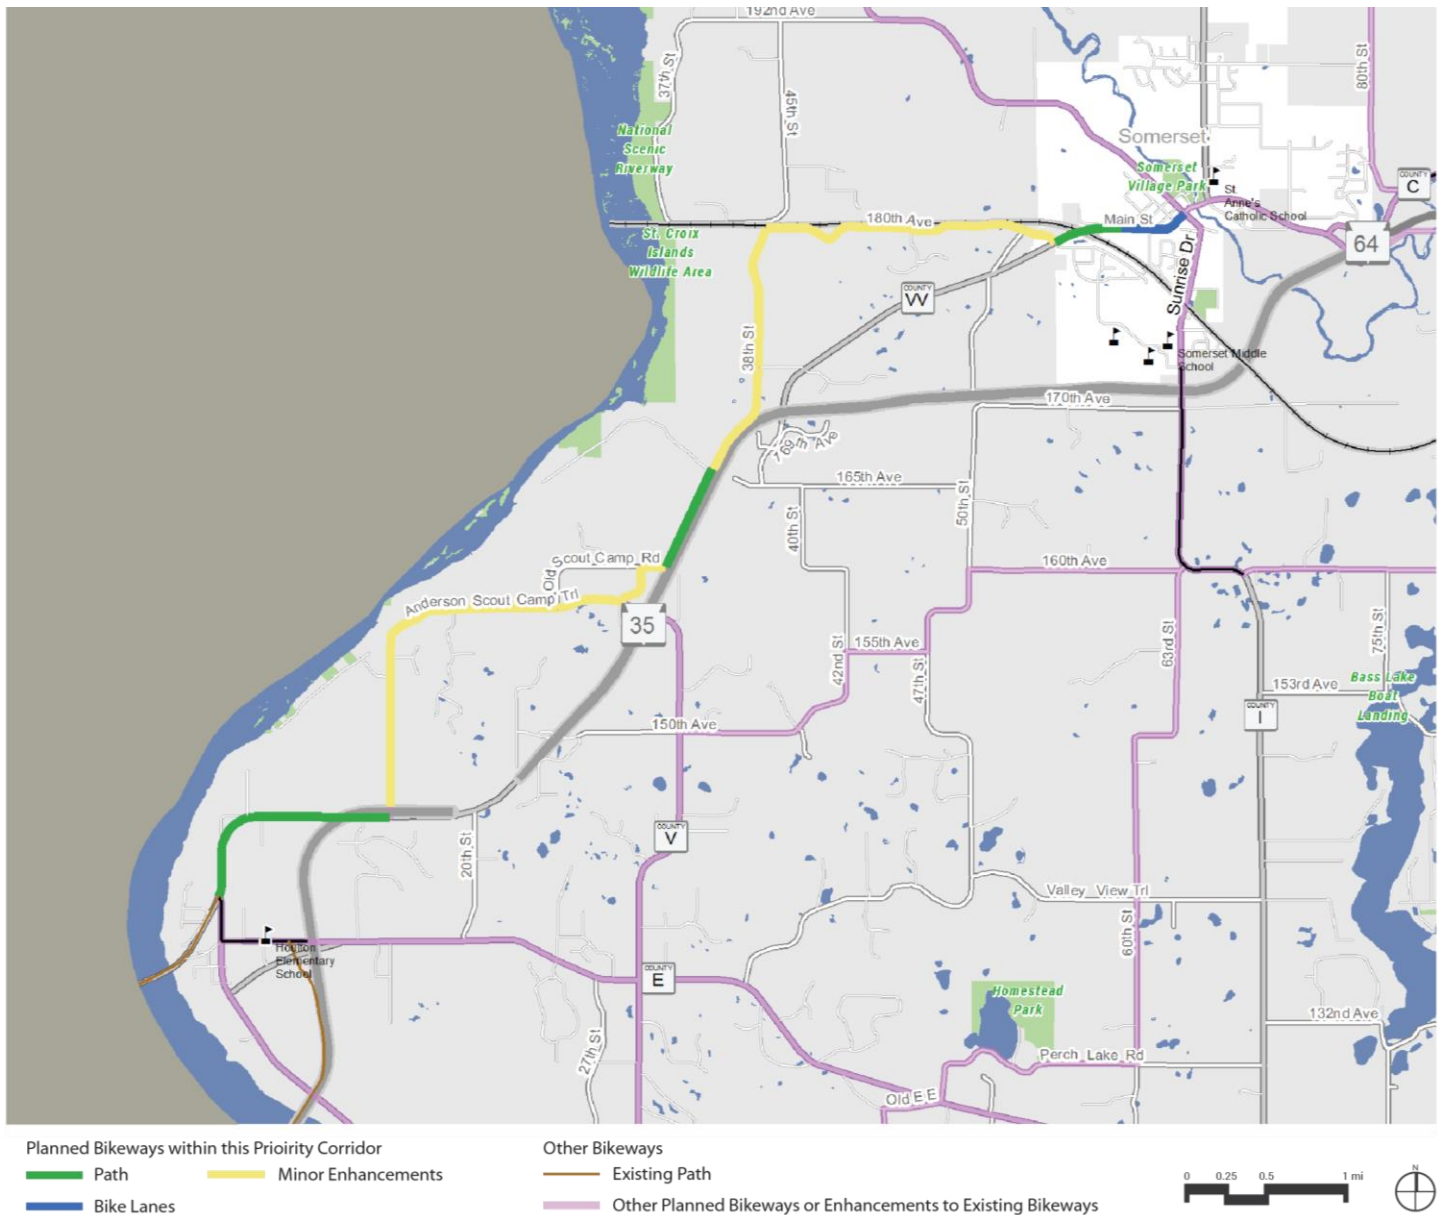 192nd Ave
37th St
45th St
80th St
National
Scenic
Riverway
Somerset
Somerset
Village Park
COUNTY
C
St.
Anne's
Catholic School
180th Ave
Main St
St. Croix
Islands
Wildlife Area
64
Sunrise Dr
COUNTY
VV
38th St
Somerset Middle
School
170th Ave
169th Ave
165th Ave
40th St
50th St
Old Scout Camp Rd
160th Ave
Anderson Scout Camp Trl
35
155th Ave
42nd St
47th St
63rd St
75th St
Bass Lake
Boat
Landing
153rd Ave
COUNTY
I
150th Ave
COUNTY
V
20th St
Valley View Trl
60th St
Houlton
Elementary
School
COUNTY
E
Homestead
Park
132nd Ave
27th St
Perch Lake Rd
Old E E
Planned Bikeways within this Prioirity Corridor
Path
Minor Enhancements
Bike Lanes
Other Bikeways
Existing Path
Other Planned Bikeways or Enhancements to Existing Bikeways
0 0.25 0.5 1 mi
N